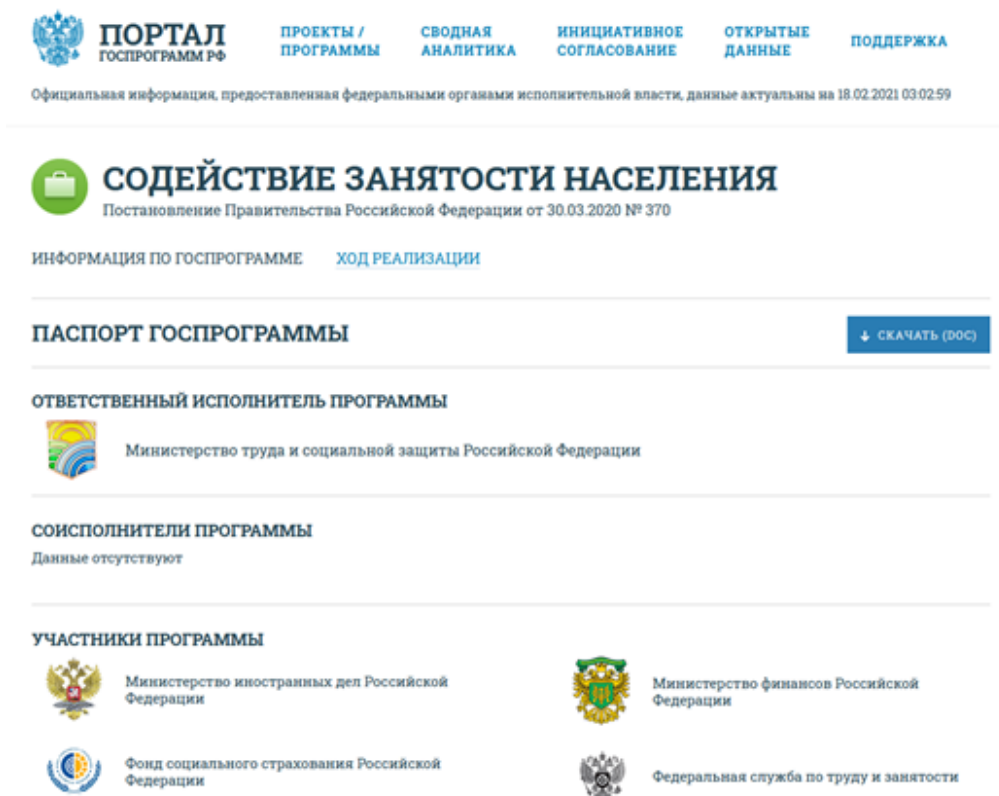 ПОРТАЛ
ГОСПРОГРАММ РФ
ПРОЕКТЫ /
ПРОГРАММЫ
СВОДНАЯ
АНАЛИТИКА
ИНИЦИАТИВНОЕ
СОГЛАСОВАНИЕ
ОТКРЫТЫЕ
ДАННЫЕ
ПОДДЕРЖКА
Официальная информация, предоставленная федеральными органами исполнительной власти, данные актуальны на 18.02.2021 03:02:59
СОДЕЙСТВИЕ ЗАНЯТОСТИ НАСЕЛЕНИЯ
Постановление Правительства Российской Федерации от 30.03.2020 № 370
ИНФОРМАЦИЯ ПО ГОСПРОГРАММЕ
ХОД РЕАЛИЗАЦИИ
ПАСПОРТ ГОСПРОГРАММЫ
СКАЧАТЬ (DOC)
ОТВЕТСТВЕННЫЙ ИСПОЛНИТЕЛЬ ПРОГРАММЫ
Министерство труда и социальной защиты Российской Федерации
СОИСПОЛНИТЕЛИ ПРОГРАММЫ
Данные отсутствуют
УЧАСТНИКИ ПРОГРАММЫ
Министерство иностранных дел Российской
Федерации
Министерство финансов Российской
Федерации
Фонд социального страхования Российской
Федерации
Федеральная служба по труду и занятости